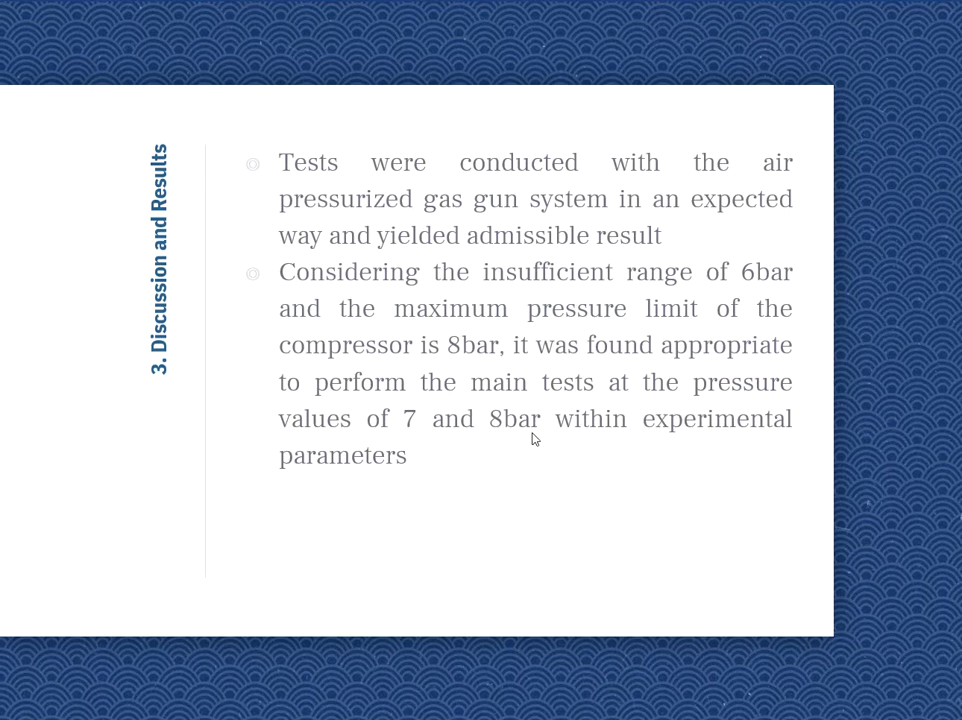 3. Discussion and Results
Tests were conducted with the air
pressurized gas gun system in an expected
way and yielded admissible result
Considering the insufficient range of 6bar
and the maximum pressure limit of the
compressor is 8bar, it was found appropriate
to perform the main tests at the pressure
values of 7 and 8bar within experimental
parameters